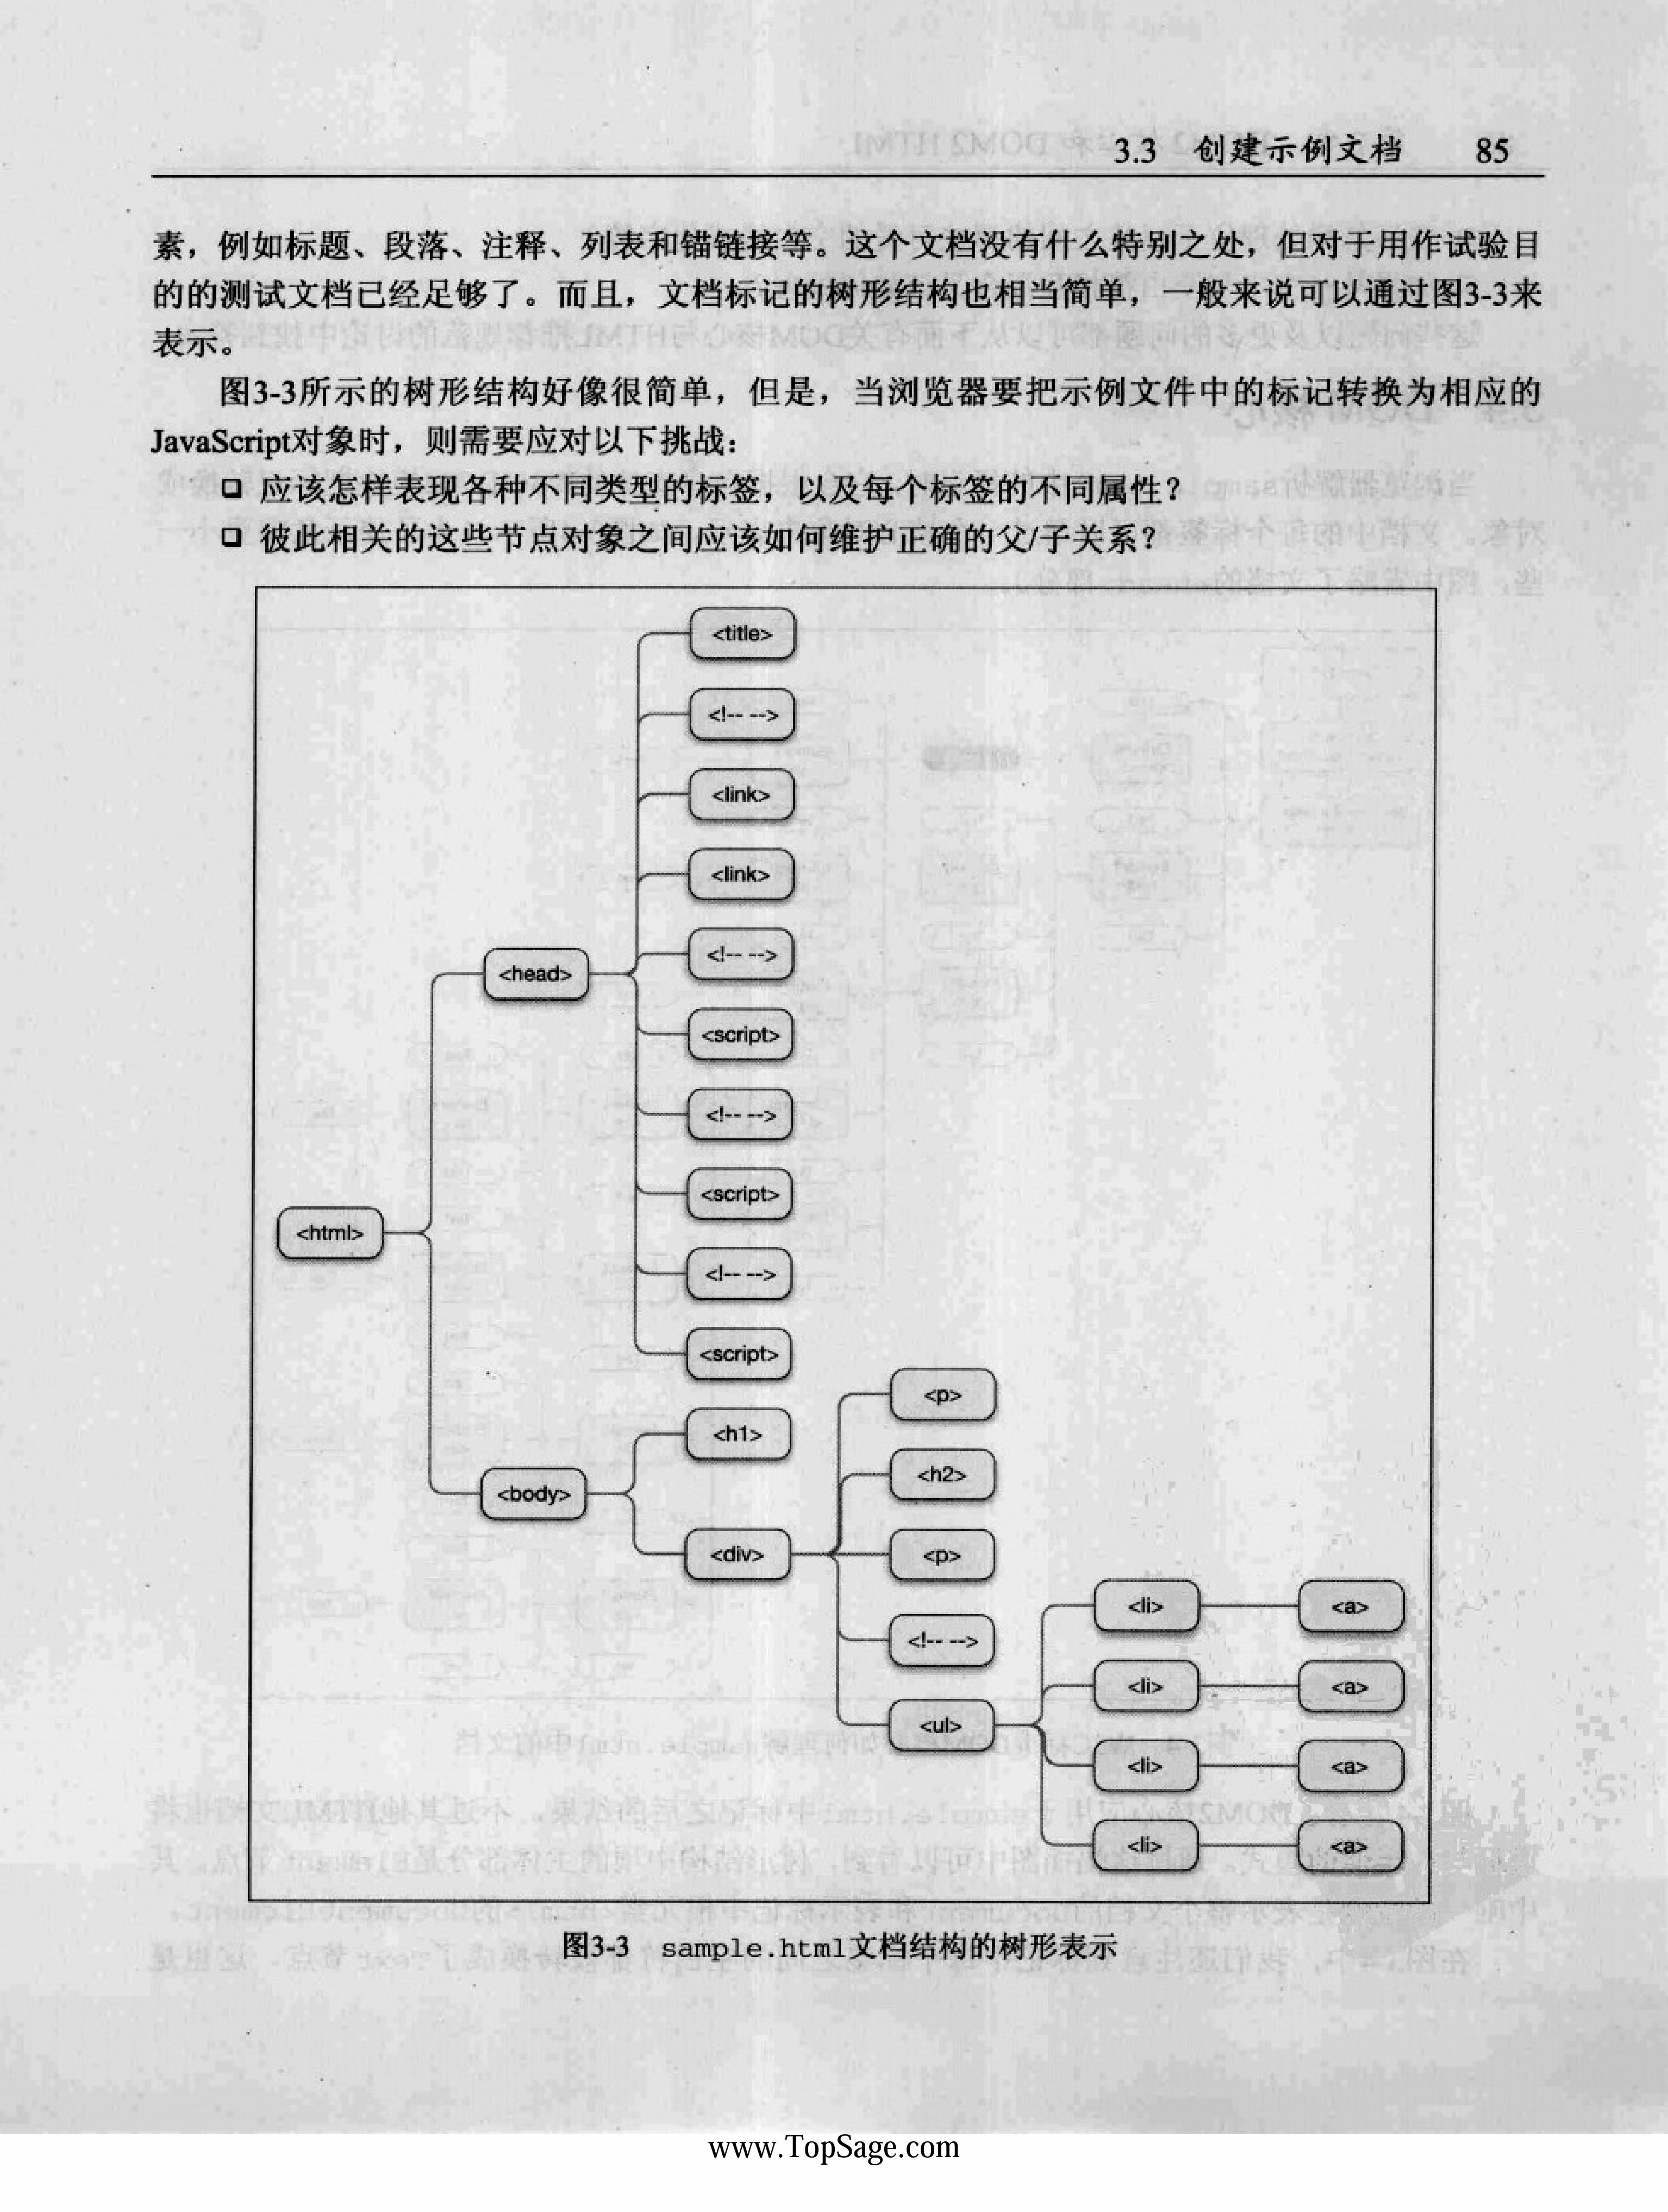 3.3 创建示例文档 85
素，例如标题、段落、注释、列表和锚链接等。这个文档没有什么特别之处，但对于用作试验目
的的测试文档已经足够了。而且，文档标记的树形结构也相当简单，一般来说可以通过图3-3来
表示。
图3-3所示的树形结构好像很简单，但是，当浏览器要把示例文件中的标记转换为相应的
JavaScript对象时，则需要应对以下挑战：
❑ 应该怎样表现各种不同类型的标签，以及每个标签的不同属性？
❑ 彼此相关的这些节点对象之间应该如何维护正确的父/子关系？
<title>
<!-- -->
<link>
<link>
<!-- -->
<head>
<script>
<!-- -->
<script>
<html>
<!-- -->
<script>
<p>
<h1>
<h2>
<body>
<div>
<p>
<li> <a>
<!-- -->
<li> <a>
<ul>
<li> <a>
<li> <a>
图3-3 sample.html文档结构的树形表示
www.TopSage.com